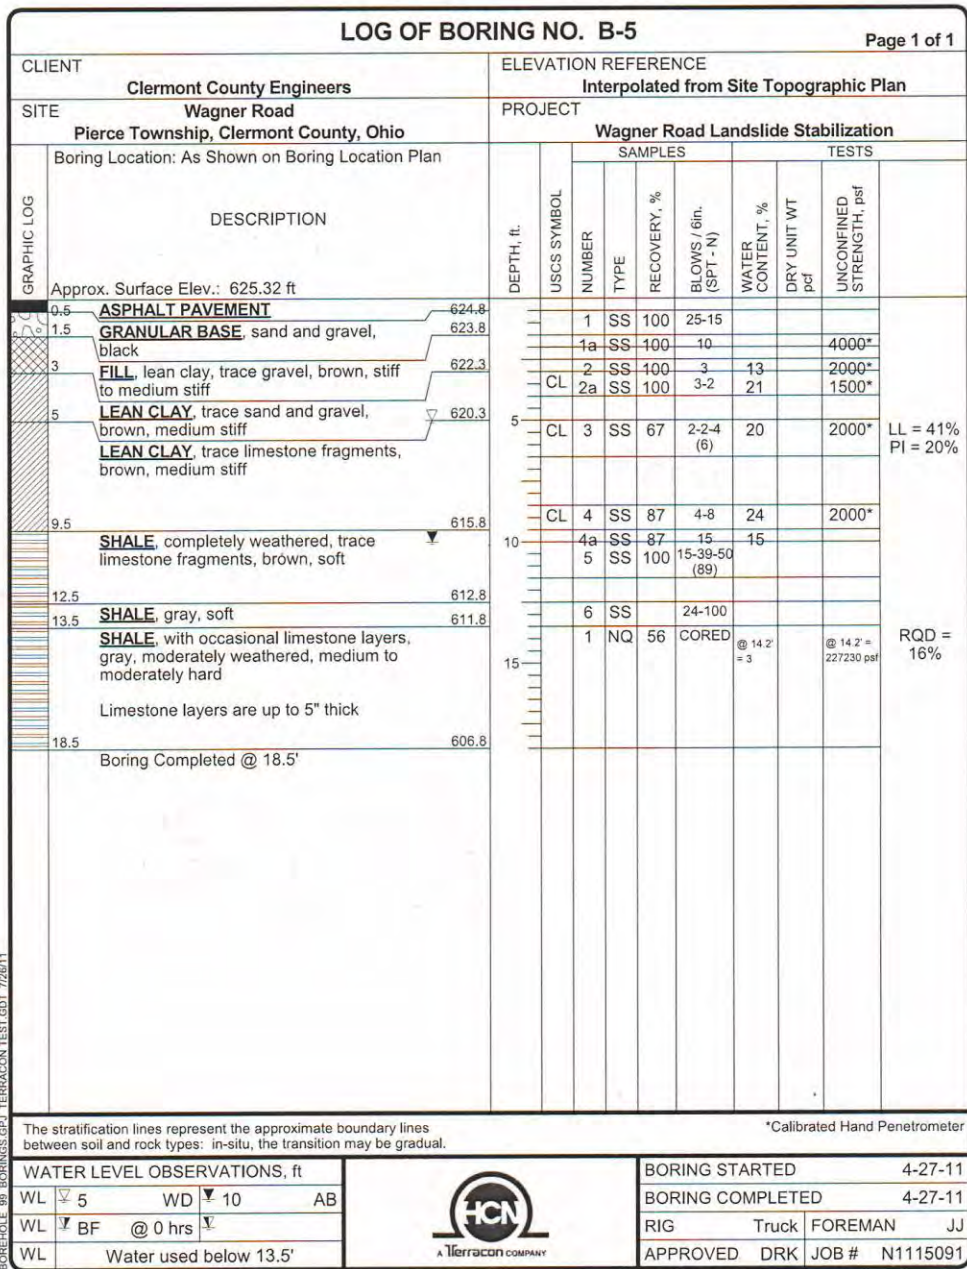 LOG OF BORING NO. B-5
Page 1 of 1
CLIENT
Clermont County Engineers
ELEVATION REFERENCE
Interpolated from Site Topographic Plan
SITE
Wagner Road
Pierce Township, Clermont County, Ohio
PROJECT
Wagner Road Landslide Stabilization
GRAPHIC LOG
Boring Location: As Shown on Boring Location Plan
DESCRIPTION
Approx. Surface Elev.: 625.32 ft
DEPTH, ft.
USCS SYMBOL
SAMPLES
NUMBER
TYPE
RECOVERY, %
BLOWS / 6in.
(SPT - N)
TESTS
WATER
CONTENT, %
DRY UNIT WT
pcf
UNCONFINED
STRENGTH, psf
0.5 ASPHALT PAVEMENT 624.8
1.5 GRANULAR BASE, sand and gravel, 623.8
black
3 FILL, lean clay, trace gravel, brown, stiff 622.3
to medium stiff
5 LEAN CLAY, trace sand and gravel, 620.3
brown, medium stiff
LEAN CLAY, trace limestone fragments,
brown, medium stiff
9.5 615.8
SHALE, completely weathered, trace
limestone fragments, brown, soft
12.5 612.8
SHALE, gray, soft
13.5 611.8
SHALE, with occasional limestone layers,
gray, moderately weathered, medium to
moderately hard
Limestone layers are up to 5" thick
18.5 606.8
Boring Completed @ 18.5'
5
10
15
1 SS 100 25-15
1a SS 100 10 4000*
2 SS 100 3 13 2000*
CL 2a SS 100 3-2 21 1500*
CL 3 SS 67 2-2-4 20 2000* LL = 41%
(6) PI = 20%
CL 4 SS 87 4-8 24 2000*
4a SS 87 15 15
5 SS 100 15-39-50
(89)
6 SS 24-100
1 NQ 56 CORED @ 14.2' @ 14.2' = RQD =
= 3 227230 psf 16%
The stratification lines represent the approximate boundary lines
between soil and rock types: in-situ, the transition may be gradual.
*Calibrated Hand Penetrometer
WATER LEVEL OBSERVATIONS, ft
WL 5 WD 10 AB
WL BF @ 0 hrs
WL Water used below 13.5'
HCN
A Terracon COMPANY
BORING STARTED 4-27-11
BORING COMPLETED 4-27-11
RIG Truck FOREMAN JJ
APPROVED DRK JOB # N1115091
BOREHOLE 99 BORINGS.GPJ TERRACON TEST.GDT 7/26/11